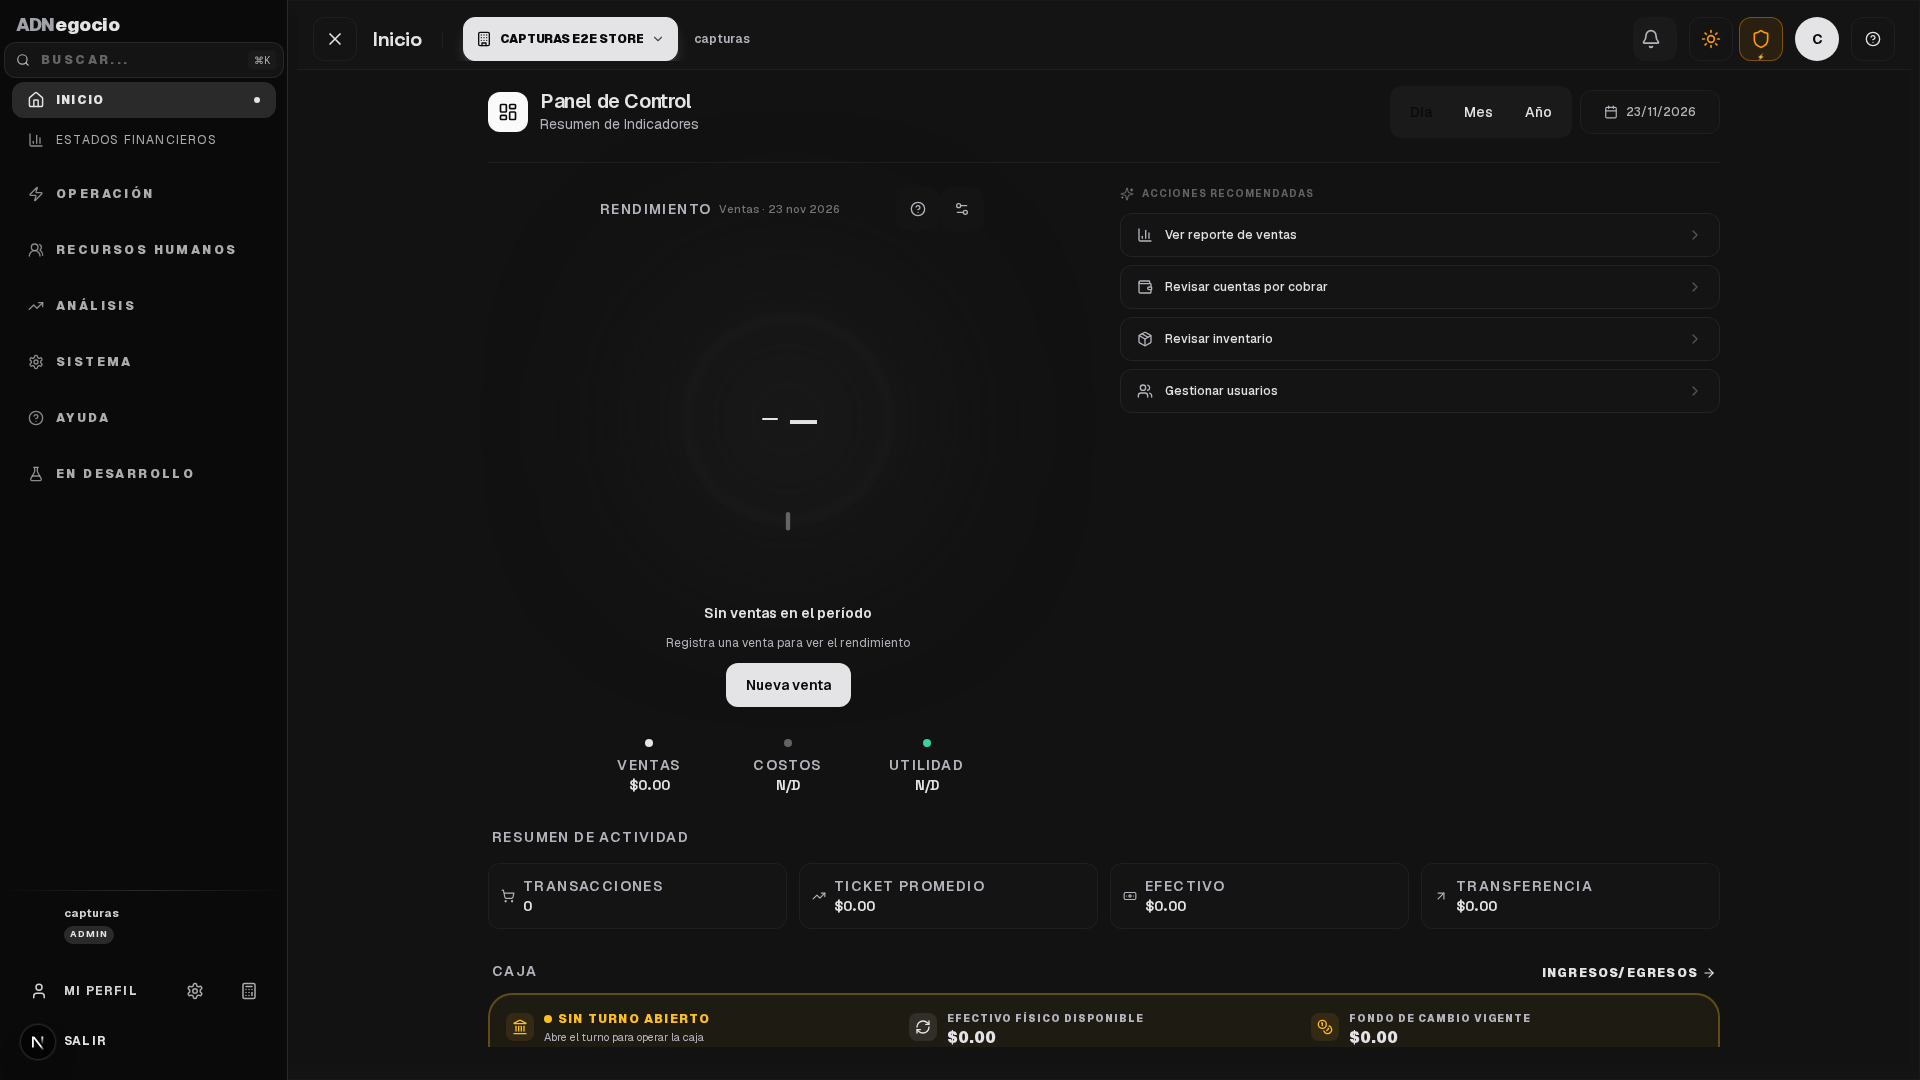 ADNegocio
BUSCAR...
⌘K
INICIO
ESTADOS FINANCIEROS
OPERACIÓN
RECURSOS HUMANOS
ANÁLISIS
SISTEMA
AYUDA
EN DESARROLLO
capturas
ADMIN
MI PERFIL
N
SALIR
Inicio
CAPTURAS E2E STORE
capturas
C
Panel de Control
Resumen de Indicadores
Día
Mes
Año
23/11/2026
RENDIMIENTO Ventas · 23 nov 2026
— —
Sin ventas en el período
Registra una venta para ver el rendimiento
Nueva venta
VENTAS
$0.00
COSTOS
N/D
UTILIDAD
N/D
ACCIONES RECOMENDADAS
Ver reporte de ventas
Revisar cuentas por cobrar
Revisar inventario
Gestionar usuarios
RESUMEN DE ACTIVIDAD
TRANSACCIONES
0
TICKET PROMEDIO
$0.00
EFECTIVO
$0.00
TRANSFERENCIA
$0.00
CAJA
INGRESOS/EGRESOS
SIN TURNO ABIERTO
Abre el turno para operar la caja
EFECTIVO FÍSICO DISPONIBLE
$0.00
FONDO DE CAMBIO VIGENTE
$0.00